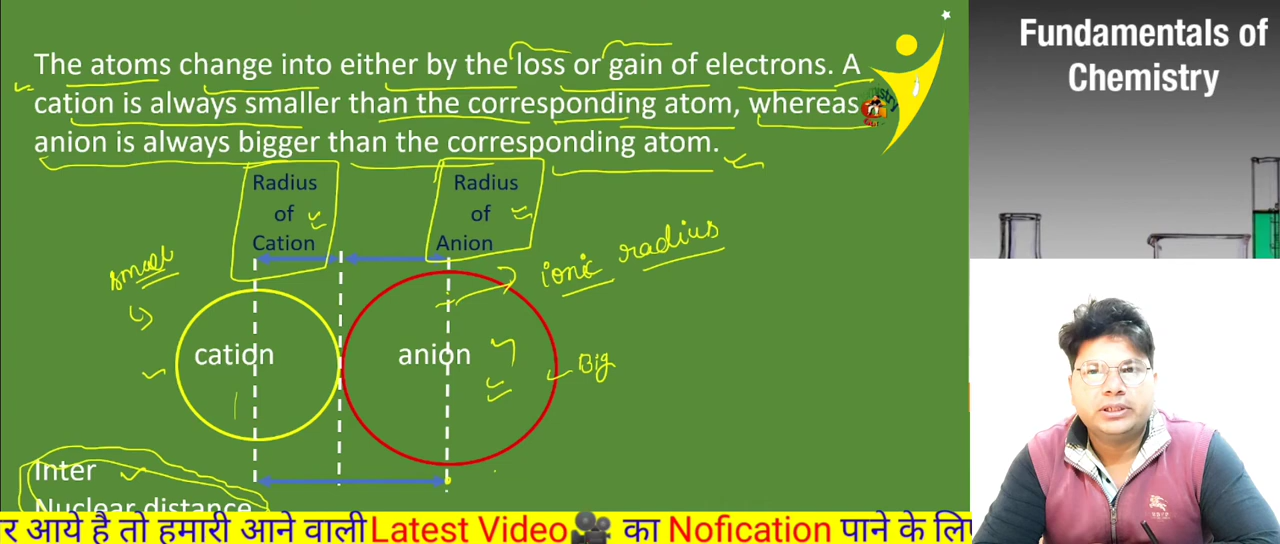 Fundamentals of
Chemistry
The atoms change into either by the loss or gain of electrons. A
cation is always smaller than the corresponding atom, whereas
anion is always bigger than the corresponding atom.
Radius
of
Cation
Radius
of
Anion
small
ionic radius
cation
anion
Big
Inter
Nuclear distance
र आये है तो हमारी आने वाली Latest Video का Nofication पाने के लिए